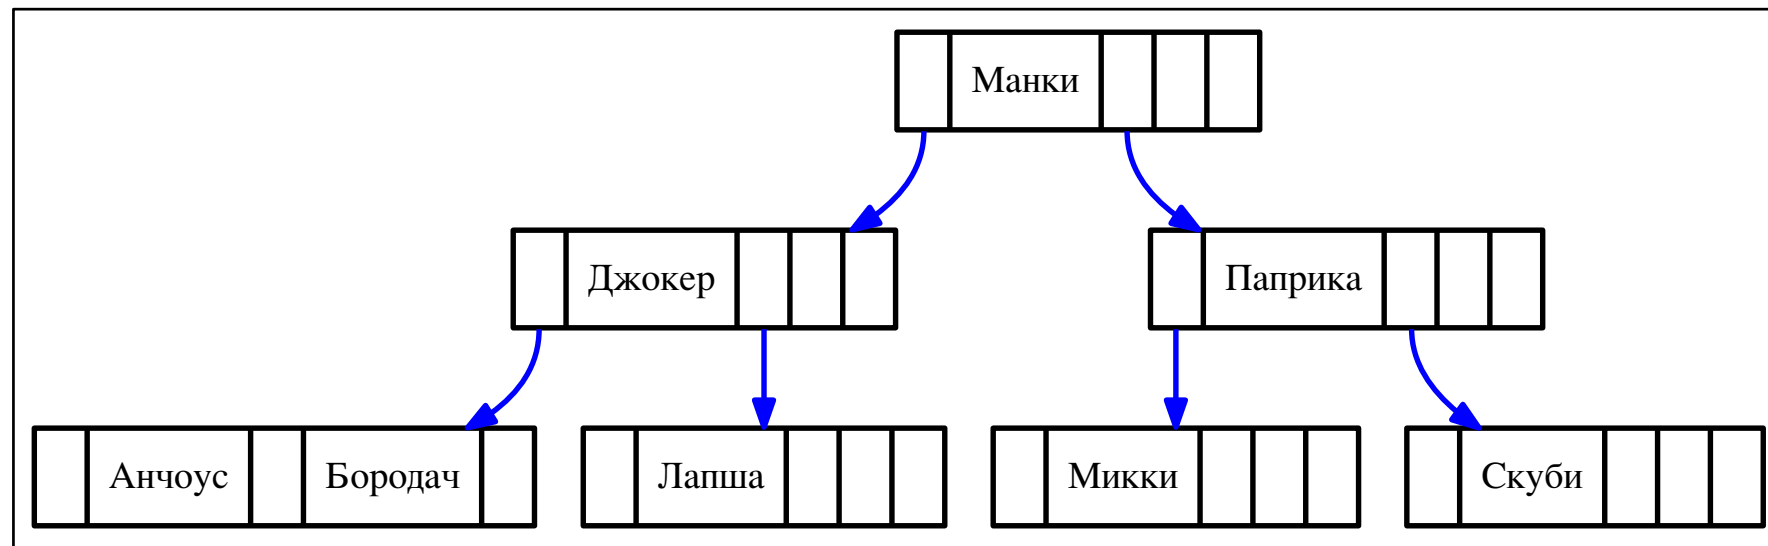 Манки
Джокер Паприка
Анчоус Бородач Лапша Микки Скуби